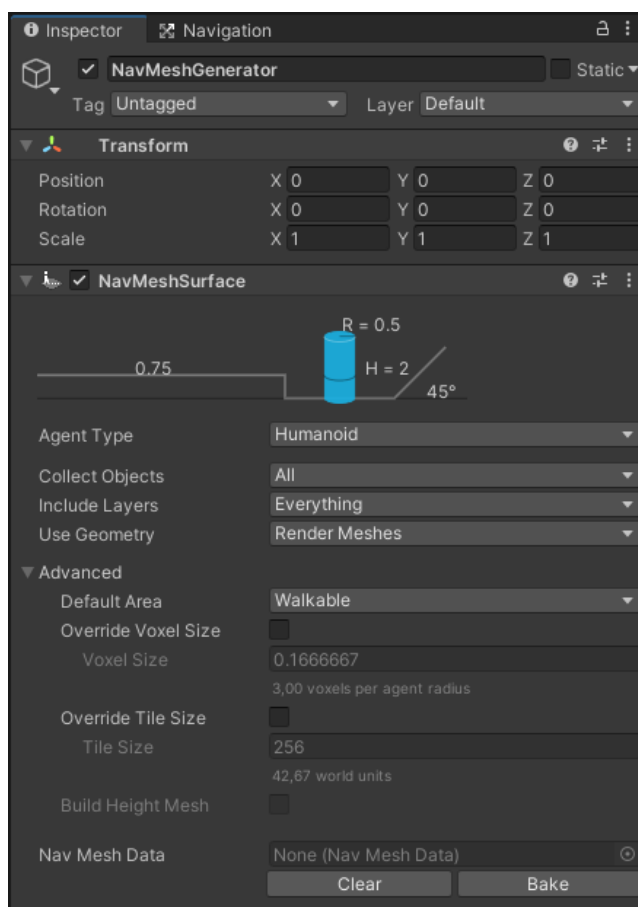 Inspector Navigation
NavMeshGenerator Static
Tag Untagged Layer Default
Transform
Position X 0 Y 0 Z 0
Rotation X 0 Y 0 Z 0
Scale X 1 Y 1 Z 1
NavMeshSurface
R = 0.5
0.75 H = 2
45°
Agent Type Humanoid
Collect Objects All
Include Layers Everything
Use Geometry Render Meshes
Advanced
Default Area Walkable
Override Voxel Size
Voxel Size 0.1666667
3,00 voxels per agent radius
Override Tile Size
Tile Size 256
42,67 world units
Build Height Mesh
Nav Mesh Data None (Nav Mesh Data)
Clear Bake